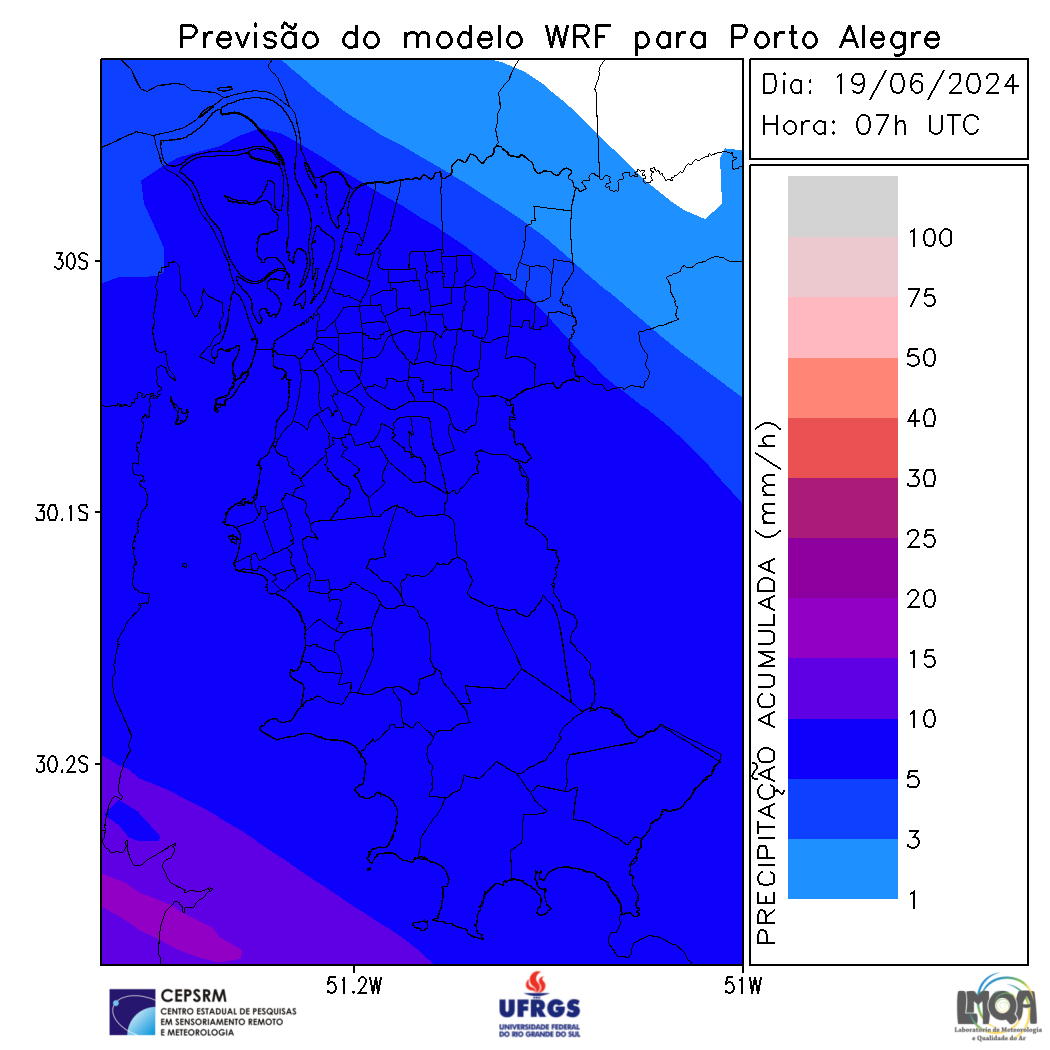 Previsão do modelo WRF para Porto Alegre
Dia: 19/06/2024
Hora: 07h UTC
30S
30.1S
30.2S
51.2W
51W
PRECIPITAÇÃO ACUMULADA (mm/h)
100
75
50
40
30
25
20
15
10
5
3
1
CEPSRM
CENTRO ESTADUAL DE PESQUISAS
EM SENSORIAMENTO REMOTO
E METEOROLOGIA
UFRGS
UNIVERSIDADE FEDERAL
DO RIO GRANDE DO SUL
LMQA
Laboratório de Meteorologia
e Qualidade do Ar